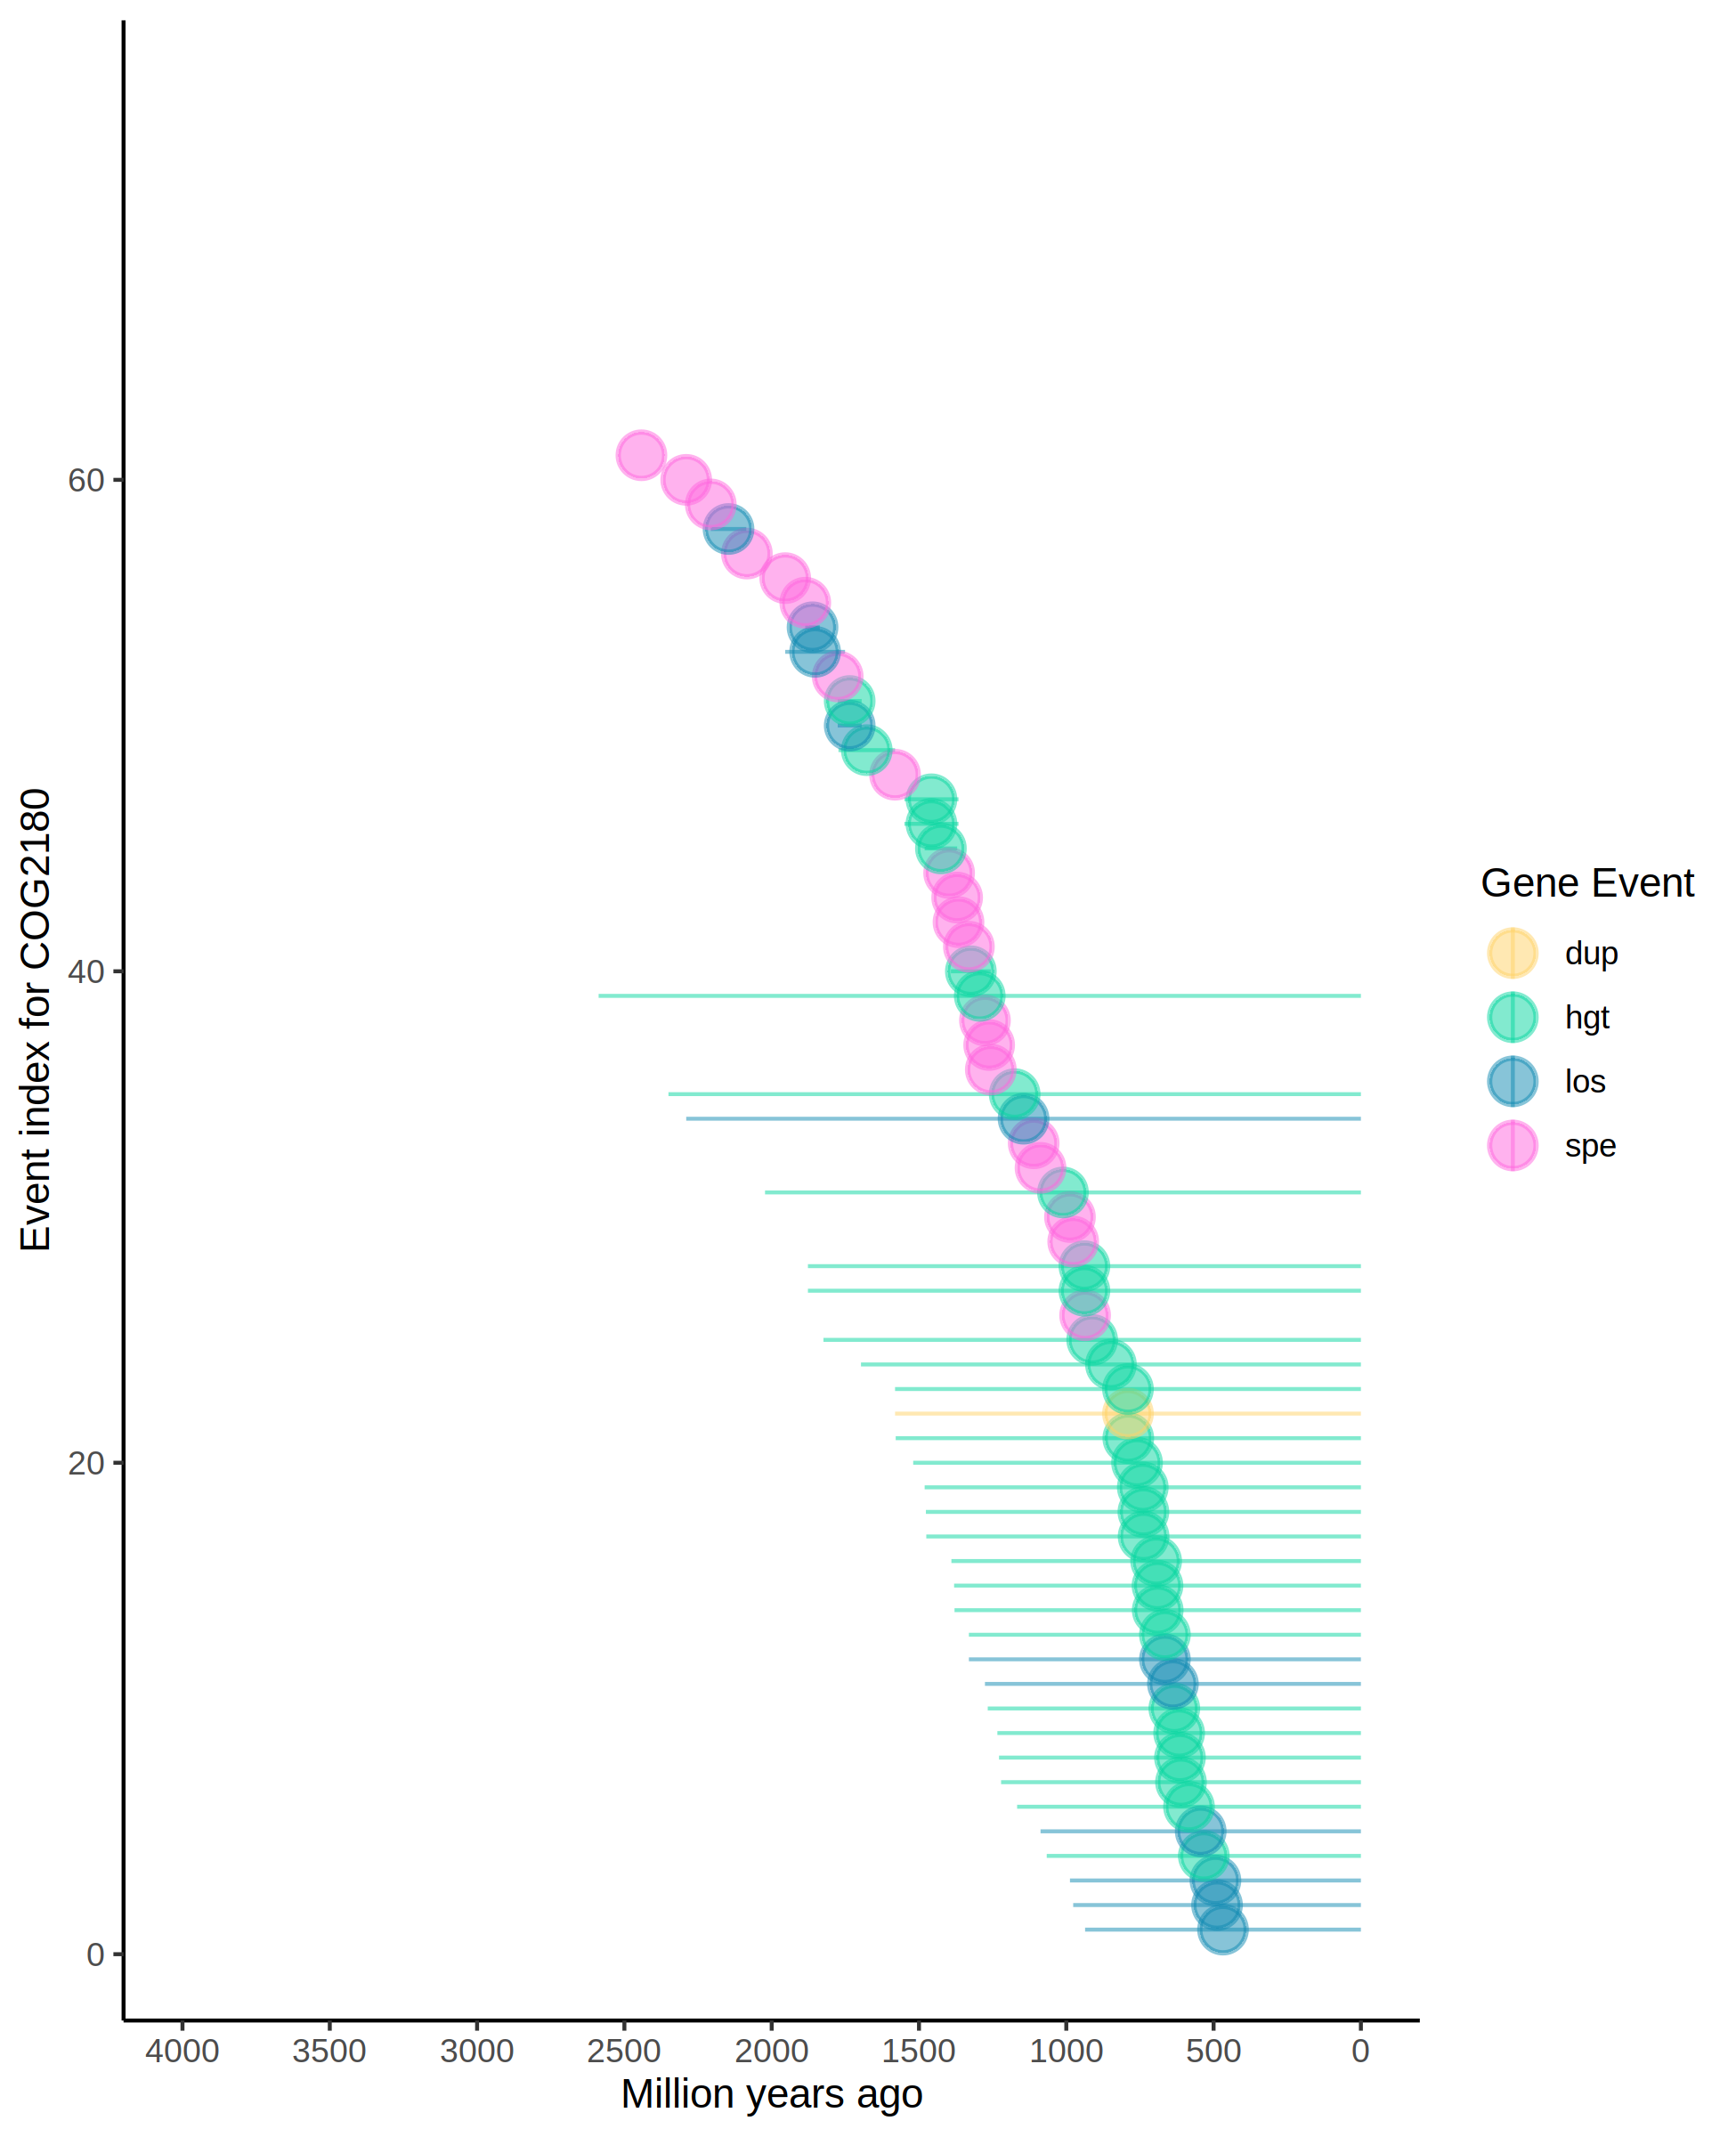 Event index for COG2180
60
40
20
0
4000 3500 3000 2500 2000 1500 1000 500 0
Million years ago
Gene Event
dup
hgt
los
spe